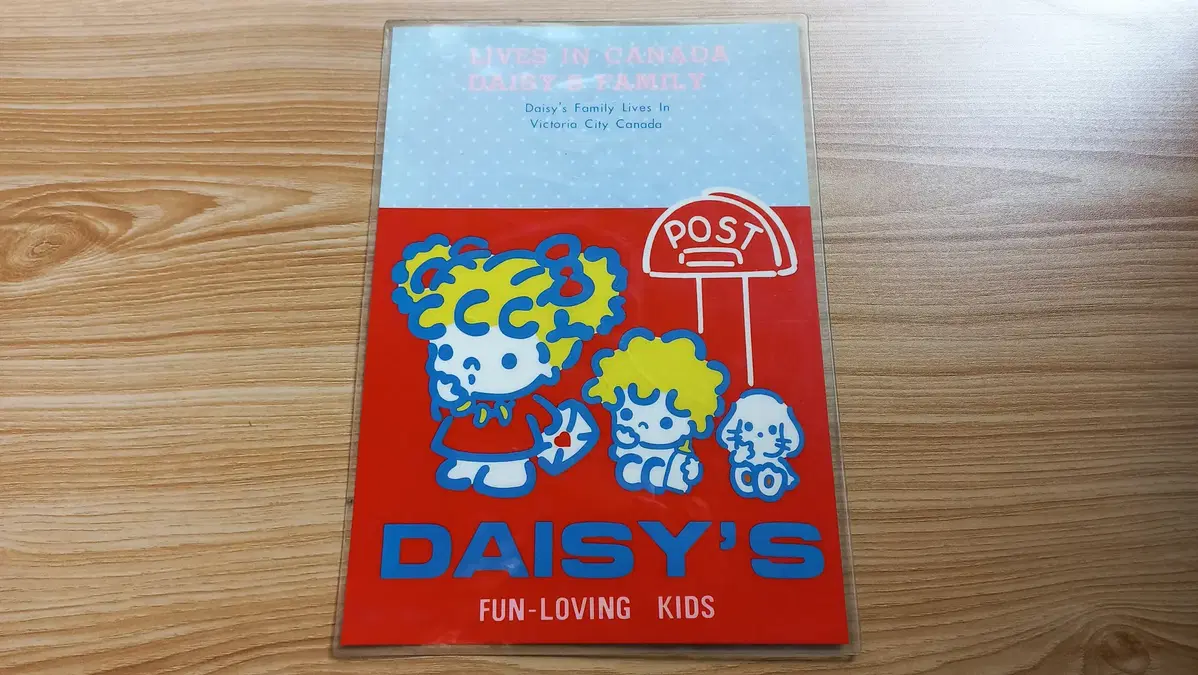 LIVES IN CANADA
DAISY'S FAMILY
Daisy's Family Lives In
Victoria City Canada
POST
DAISY'S
FUN-LOVING KIDS